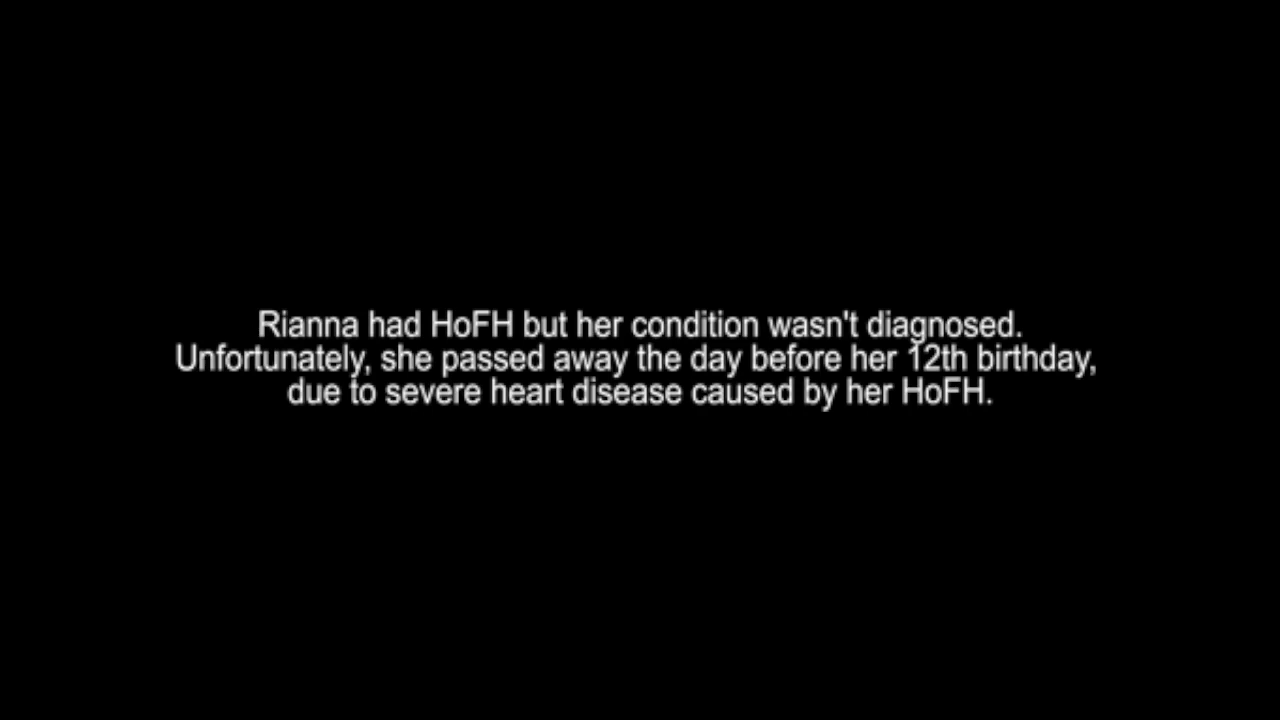 Rianna had HoFH but her condition wasn't diagnosed.
Unfortunately, she passed away the day before her 12th birthday,
due to severe heart disease caused by her HoFH.